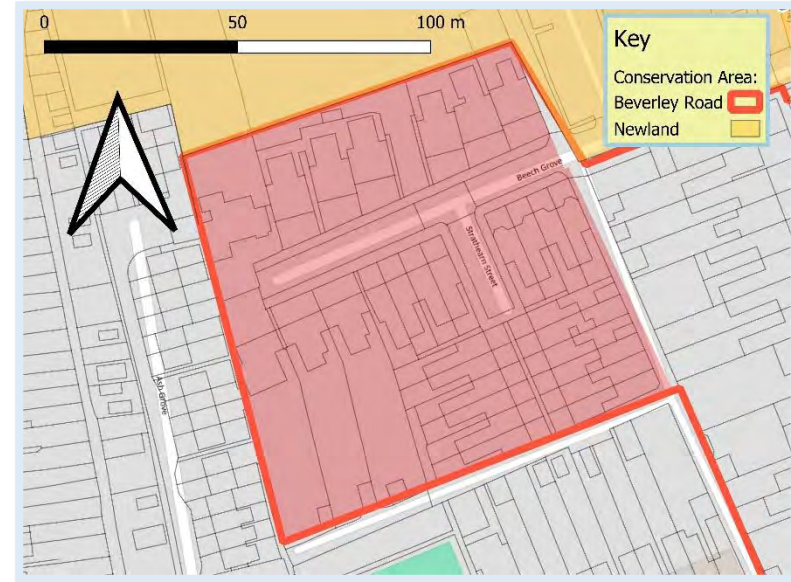 0 50 100 m
Key
Conservation Area:
Beverley Road
Newland
Beech Grove
Strathearn Street
Ash Grove